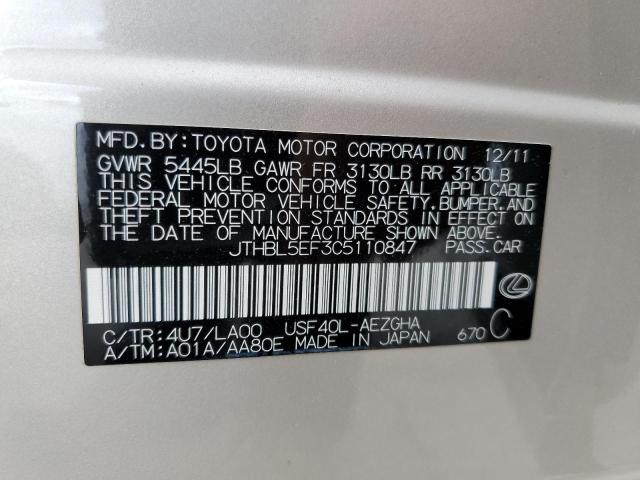 MFD.BY:TOYOTA MOTOR CORPORATION 12/11
GVWR 5445LB GAWR FR 3130LB RR 3130LB
THIS VEHICLE CONFORMS TO ALL APPLICABLE
FEDERAL MOTOR VEHICLE SAFETY,BUMPER,AND
THEFT PREVENTION STANDARDS IN EFFECT ON
THE DATE OF MANUFACTURE SHOWN ABOVE.
JTHBL5EF3C5110847 PASS.CAR
C/TR:4U7/LA00 USF40L-AEZGHA
A/TM:A01A/AA80E MADE IN JAPAN 670 C